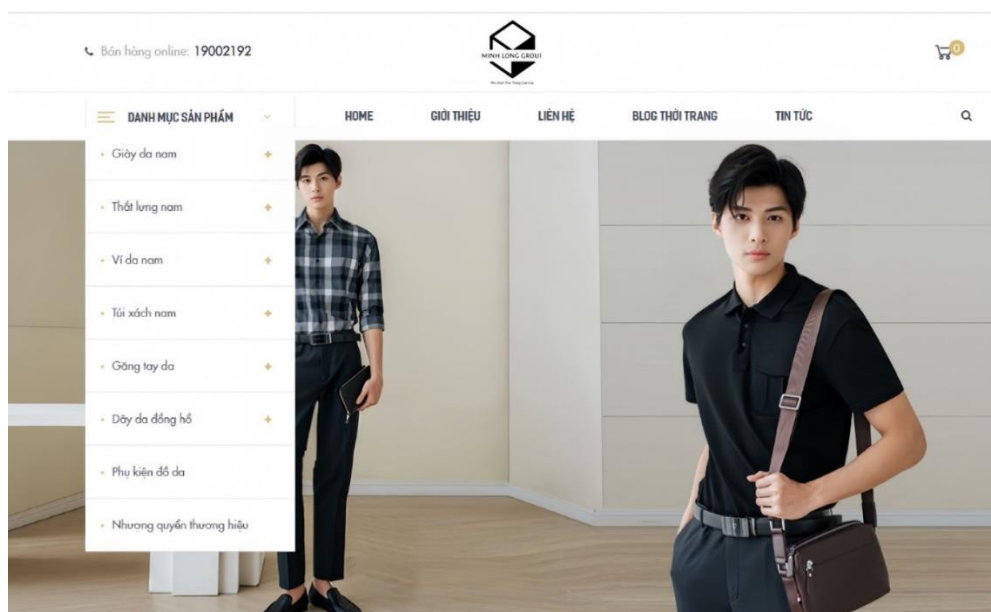 Bán hàng online: 19002192
MINH LONG GROUP
0
DANH MỤC SẢN PHẨM
HOME
GIỚI THIỆU
LIÊN HỆ
BLOG THỜI TRANG
TIN TỨC
Giày da nam
Thắt lưng nam
Ví da nam
Túi xách nam
Găng tay da
Dây da đồng hồ
Phụ kiện đồ da
Nhượng quyền thương hiệu